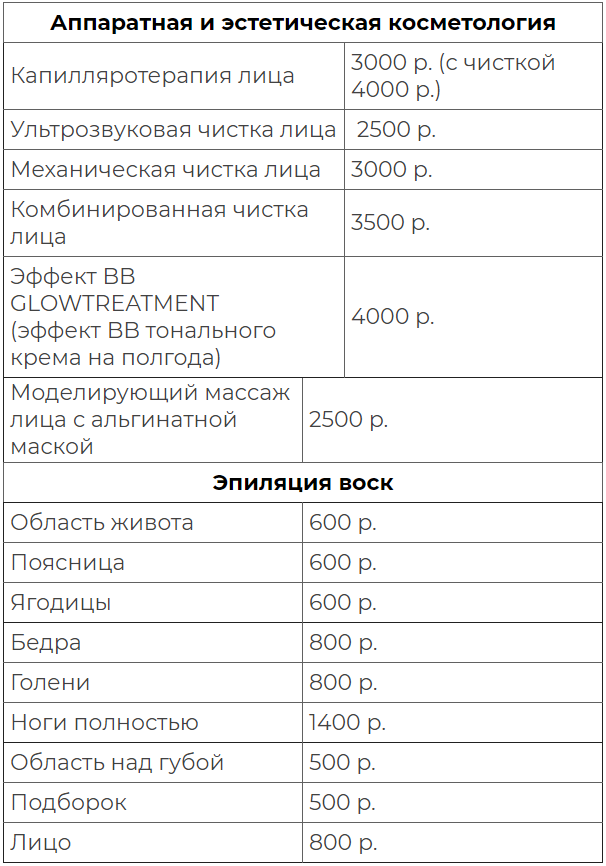 Аппаратная и эстетическая косметология
Капилляротерапия лица
3000 р. (с чисткой
4000 р.)
Ультрозвуковая чистка лица
2500 р.
Механическая чистка лица
3000 р.
Комбинированная чистка
лица
3500 р.
Эффект BB
GLOWTREATMENT
(эффект BB тонального
крема на полгода)
4000 р.
Моделирующий массаж
лица с альгинатной
маской
2500 р.
Эпиляция воск
Область живота
600 р.
Поясница
600 р.
Ягодицы
600 р.
Бедра
800 р.
Голени
800 р.
Ноги полностью
1400 р.
Область над губой
500 р.
Подборок
500 р.
Лицо
800 р.